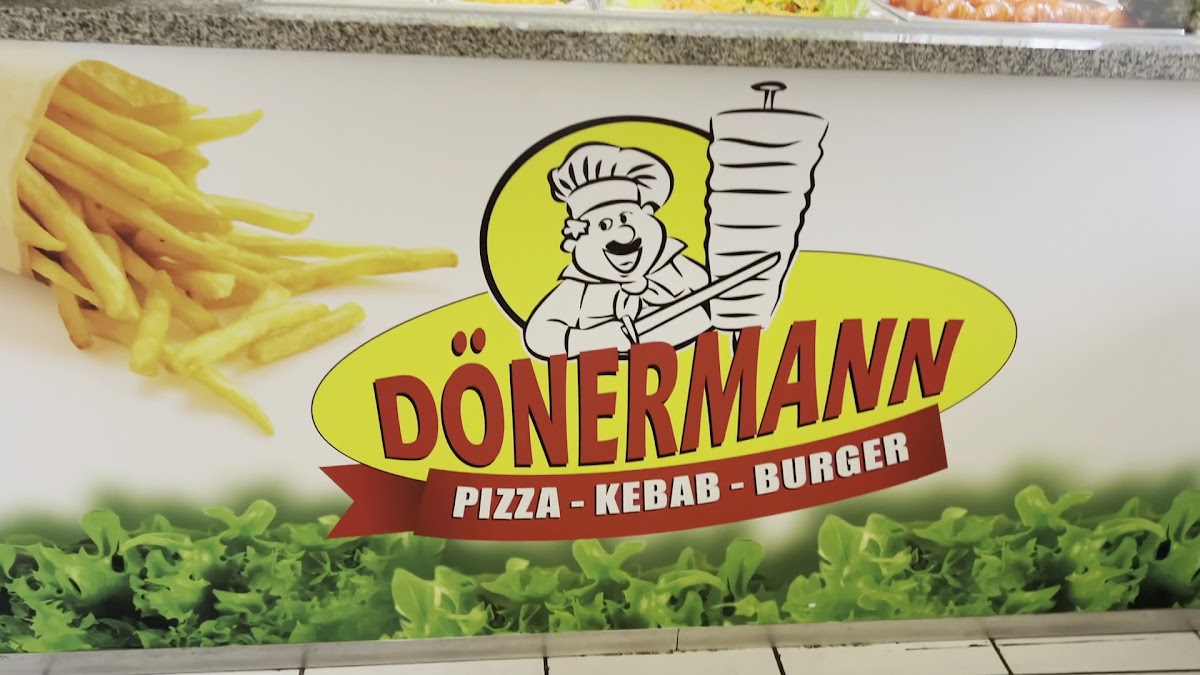 DÖNERMANN
PIZZA - KEBAB - BURGER